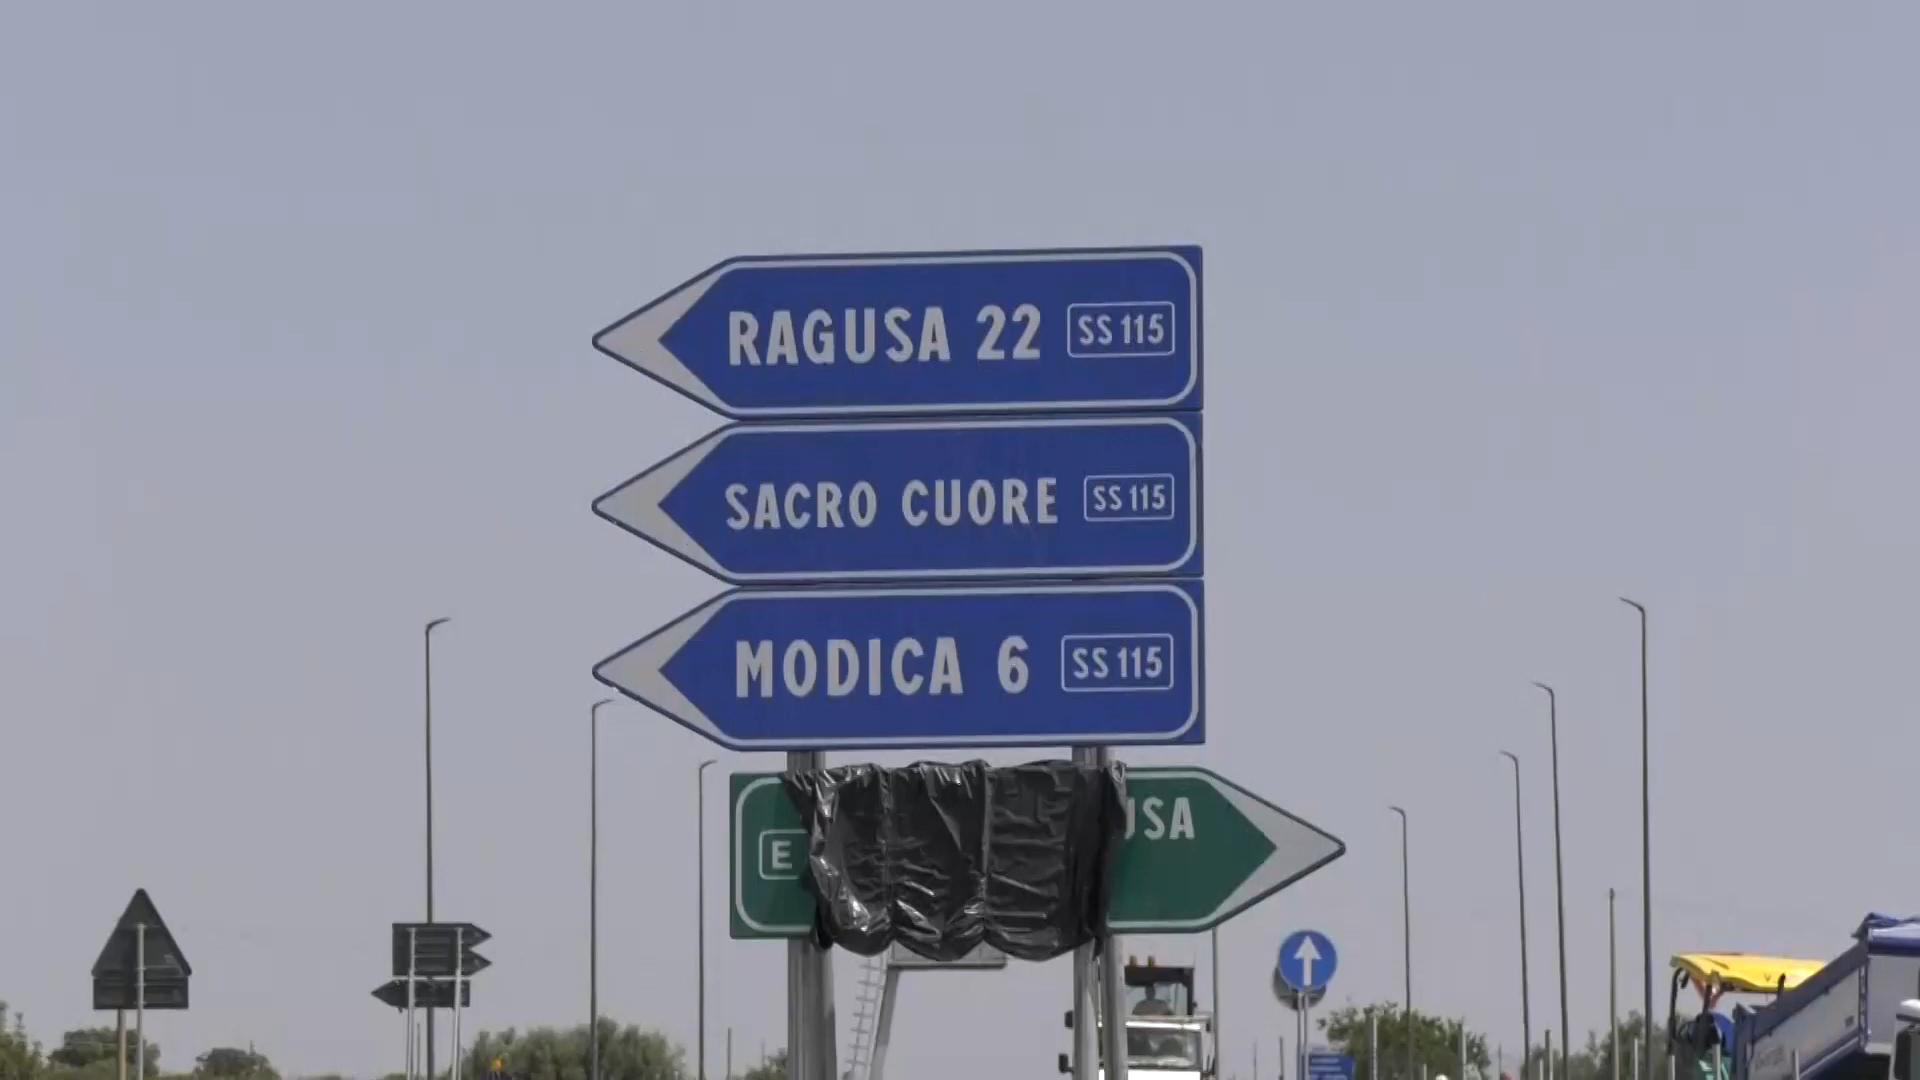 RAGUSA 22 SS 115
SACRO CUORE SS 115
MODICA 6 SS 115
E USA